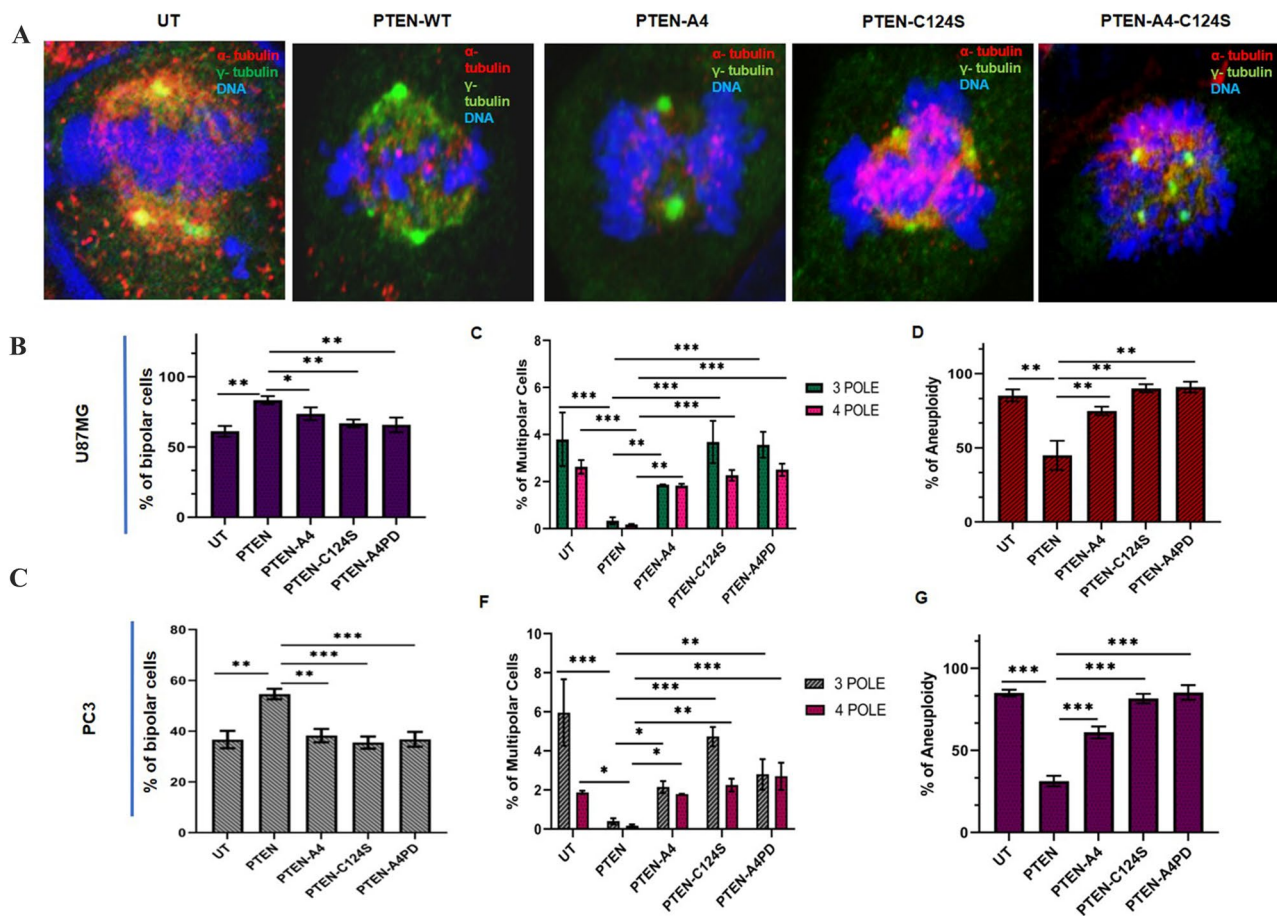 A
UT
PTEN-WT
PTEN-A4
PTEN-C124S
PTEN-A4-C124S
α- tubulin
γ- tubulin
DNA
α-
tubulin
γ-
tubulin
DNA
α- tubulin
γ- tubulin
DNA
α- tubulin
γ- tubulin
DNA
α- tubulin
γ- tubulin
DNA
B
U87MG
% of bipolar cells
100
50
0
**
*
**
**
UT
PTEN
PTEN-A4
PTEN-C124S
PTEN-A4PD
C
% of Multipolar Cells
8
6
4
2
0
***
***
***
***
***
***
**
**
3 POLE
4 POLE
UT
PTEN
PTEN-A4
PTEN-C124S
PTEN-A4PD
D
% of Aneuploidy
100
50
0
**
**
**
**
UT
PTEN
PTEN-A4
PTEN-C124S
PTEN-A4PD
C
PC3
% of bipolar cells
80
60
40
20
0
**
***
***
**
UT
PTEN
PTEN-A4
PTEN-C124S
PTEN-A4PD
F
% of Multipolar Cells
10
8
6
4
2
0
***
**
***
***
**
*
*
*
3 POLE
4 POLE
UT
PTEN
PTEN-A4
PTEN-C124S
PTEN-A4PD
G
% of Aneuploidy
100
50
0
***
***
***
***
UT
PTEN
PTEN-A4
PTEN-C124S
PTEN-A4PD